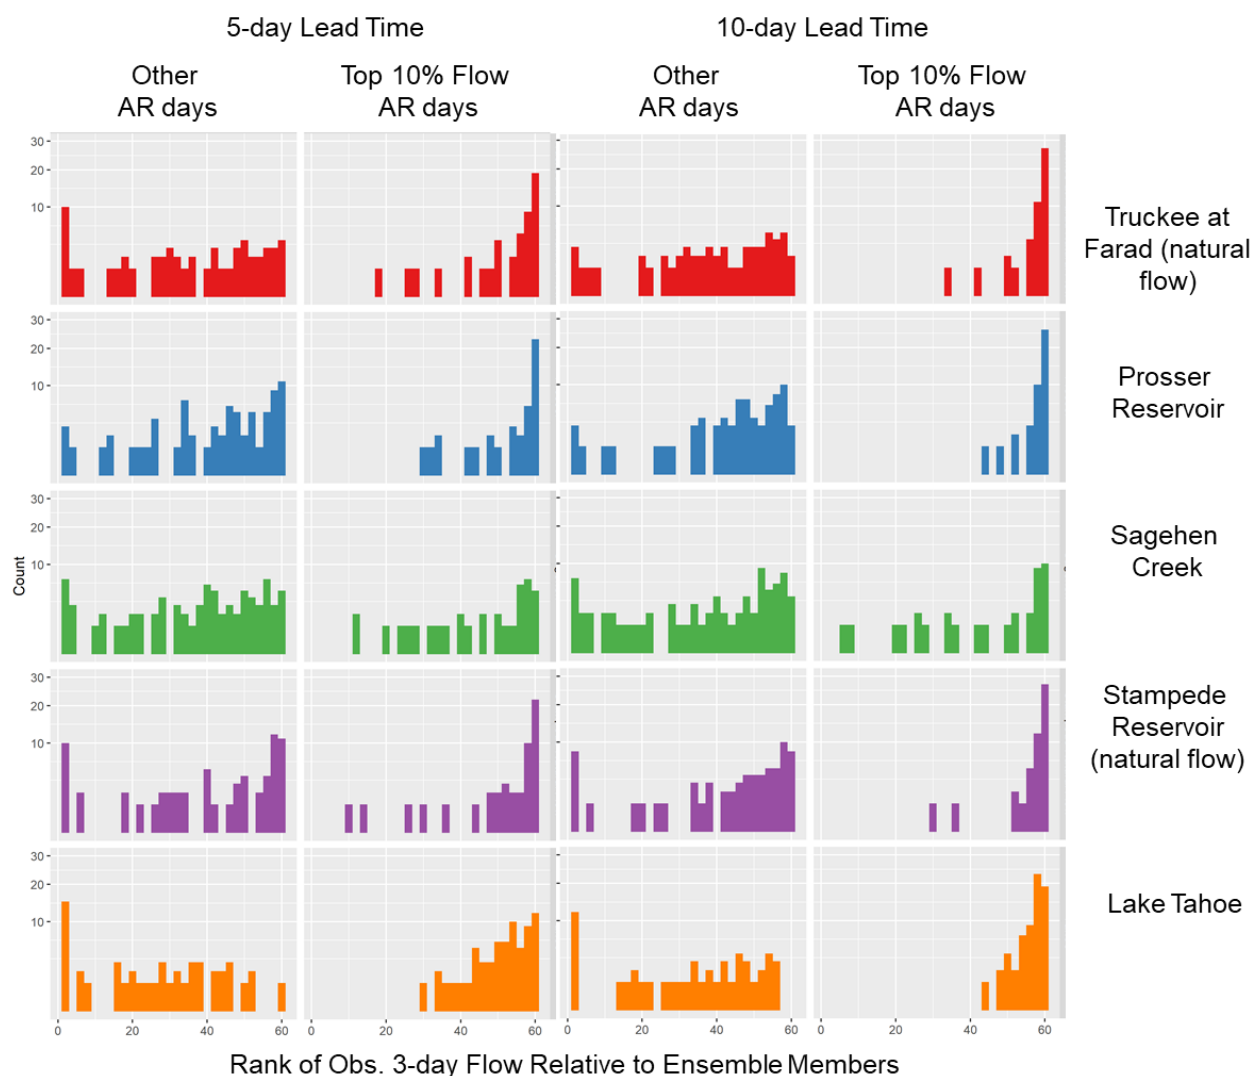 5-day Lead Time
10-day Lead Time
Other
AR days
Top 10% Flow
AR days
Other
AR days
Top 10% Flow
AR days
30
20
10
Truckee at
Farad (natural
flow)
30
20
10
Prosser
Reservoir
30
20
10
Count
Sagehen
Creek
30
20
10
Stampede
Reservoir
(natural flow)
30
20
10
Lake Tahoe
0 20 40 60
0 20 40 60
0 20 40 60
0 20 40 60
Rank of Obs. 3-day Flow Relative to Ensemble Members